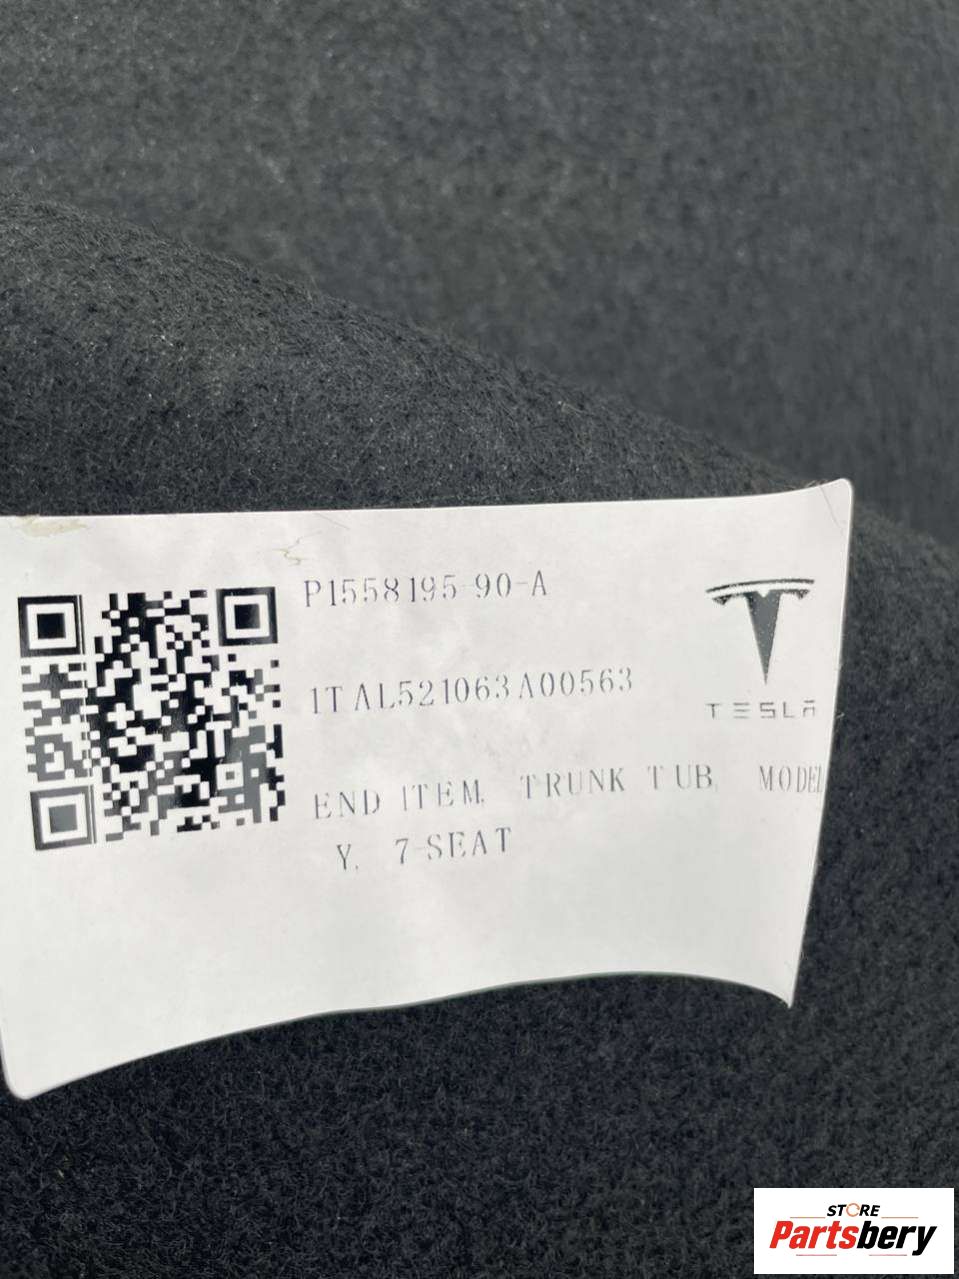 P1558195-90-A
1TAL521063A00563
TESLA
END ITEM, TRUNK TUB, MODEL
Y, 7-SEAT
STORE
Partsbery